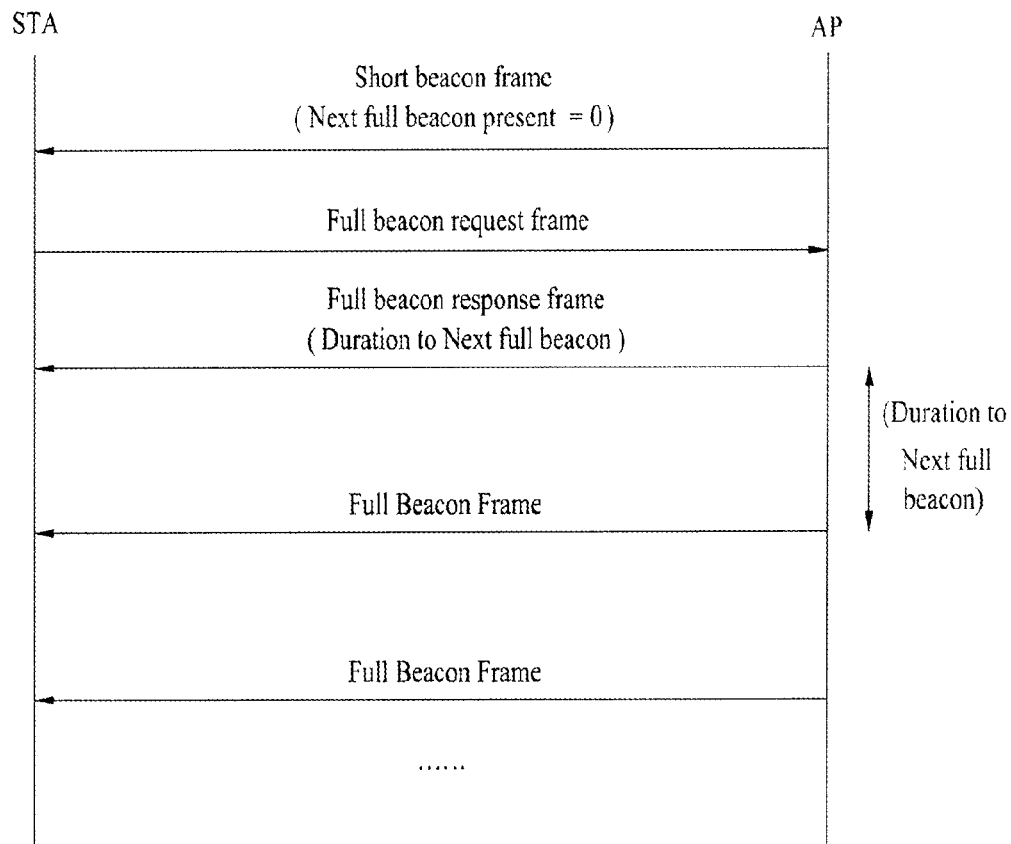 STA
AP
Short beacon frame
( Next full beacon present = 0 )
Full beacon request frame
Full beacon response frame
( Duration to Next full beacon )
(Duration to
Next full
beacon)
Full Beacon Frame
Full Beacon Frame
......